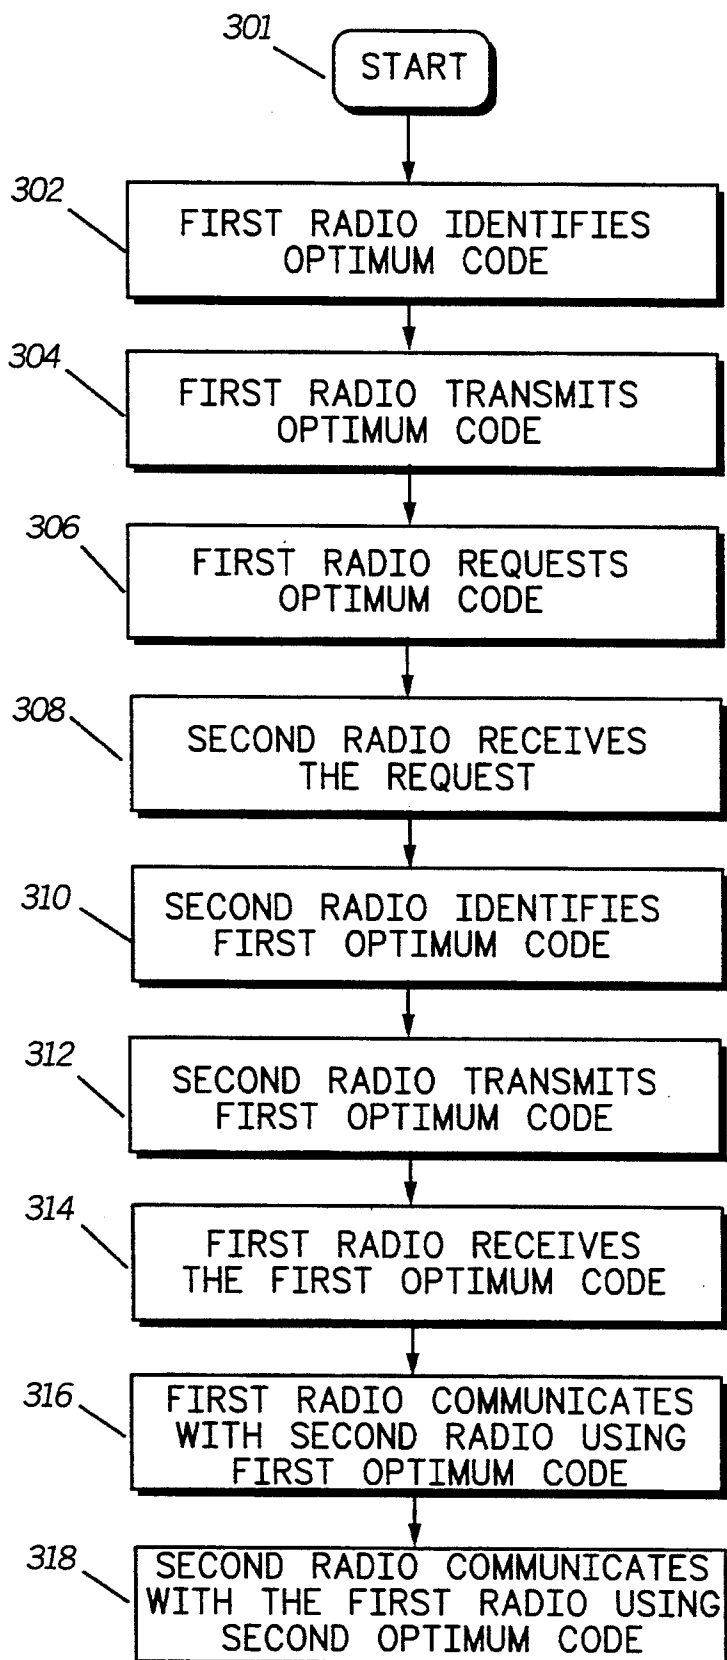 301
START
302
FIRST RADIO IDENTIFIES
OPTIMUM CODE
304
FIRST RADIO TRANSMITS
OPTIMUM CODE
306
FIRST RADIO REQUESTS
OPTIMUM CODE
308
SECOND RADIO RECEIVES
THE REQUEST
310
SECOND RADIO IDENTIFIES
FIRST OPTIMUM CODE
312
SECOND RADIO TRANSMITS
FIRST OPTIMUM CODE
314
FIRST RADIO RECEIVES
THE FIRST OPTIMUM CODE
316
FIRST RADIO COMMUNICATES
WITH SECOND RADIO USING
FIRST OPTIMUM CODE
318
SECOND RADIO COMMUNICATES
WITH THE FIRST RADIO USING
SECOND OPTIMUM CODE